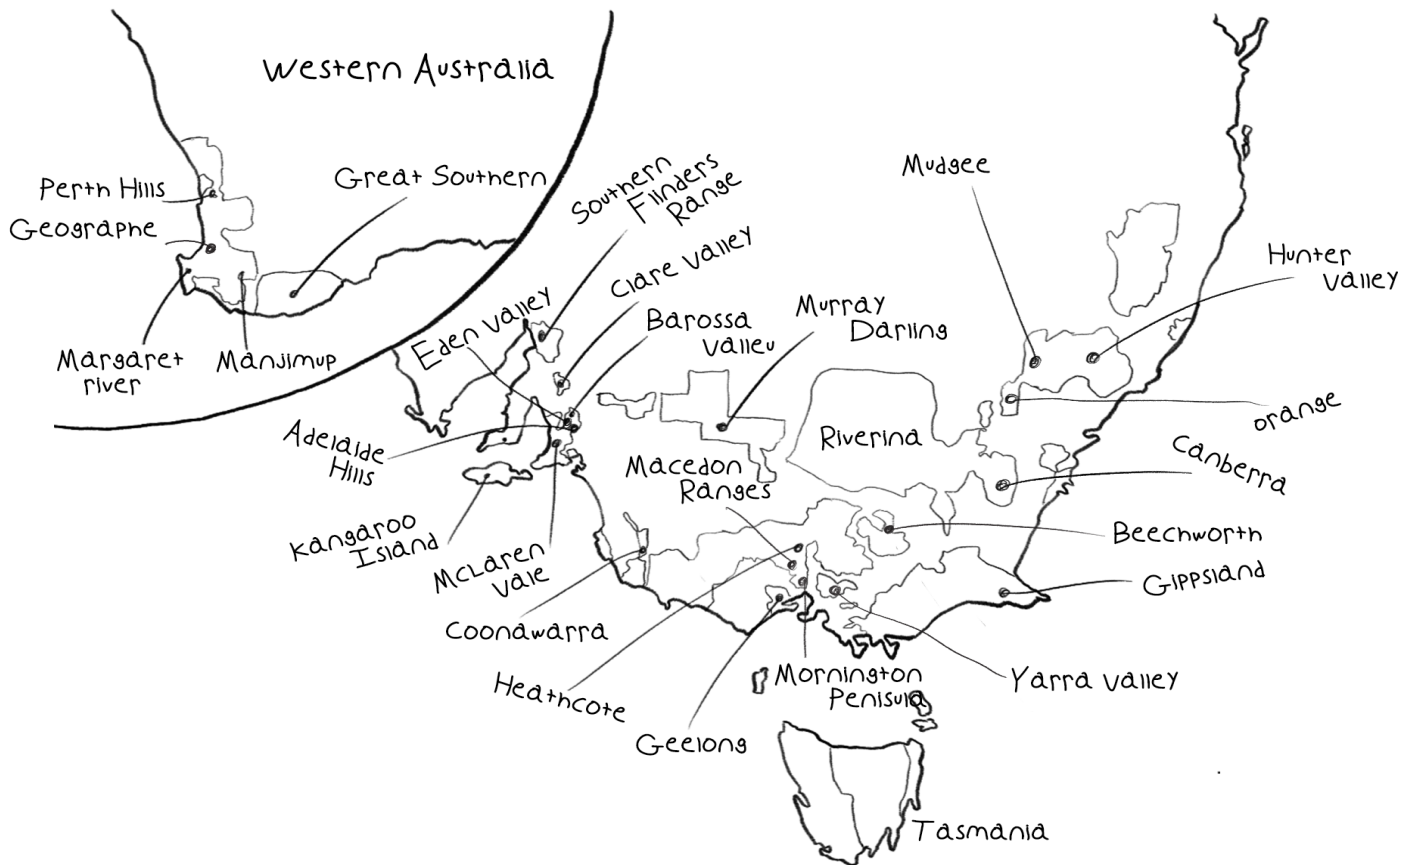 Western Australia
Perth Hills
Great Southern
Geographe
Margaret
river
Manjimup
Southern
Flinders
Range
Clare Valley
Eden Valley
Barossa
Valleu
Murray
Darling
Mudgee
Hunter
Valley
orange
Canberra
Riverina
Adelaide
Hills
Macedon
Ranges
Kangaroo
Island
McLaren
Vale
Beechworth
Gippsland
Coonawarra
Heathcote
Geelong
Mornington
Penisula
Yarra Valley
Tasmania